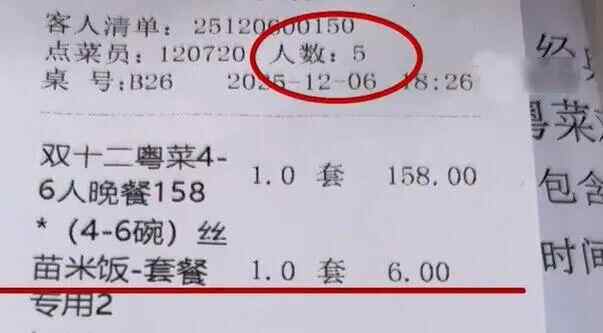 客人清单: 25120600150
点菜员: 120720 人数: 5
桌 号:B26 2025-12-06 18:26
双十二粤菜4-
6人晚餐158 1.0 套 158.00
*（4-6碗）丝
苗米饭-套餐 1.0 套 6.00
专用2
粤菜
包含
时间